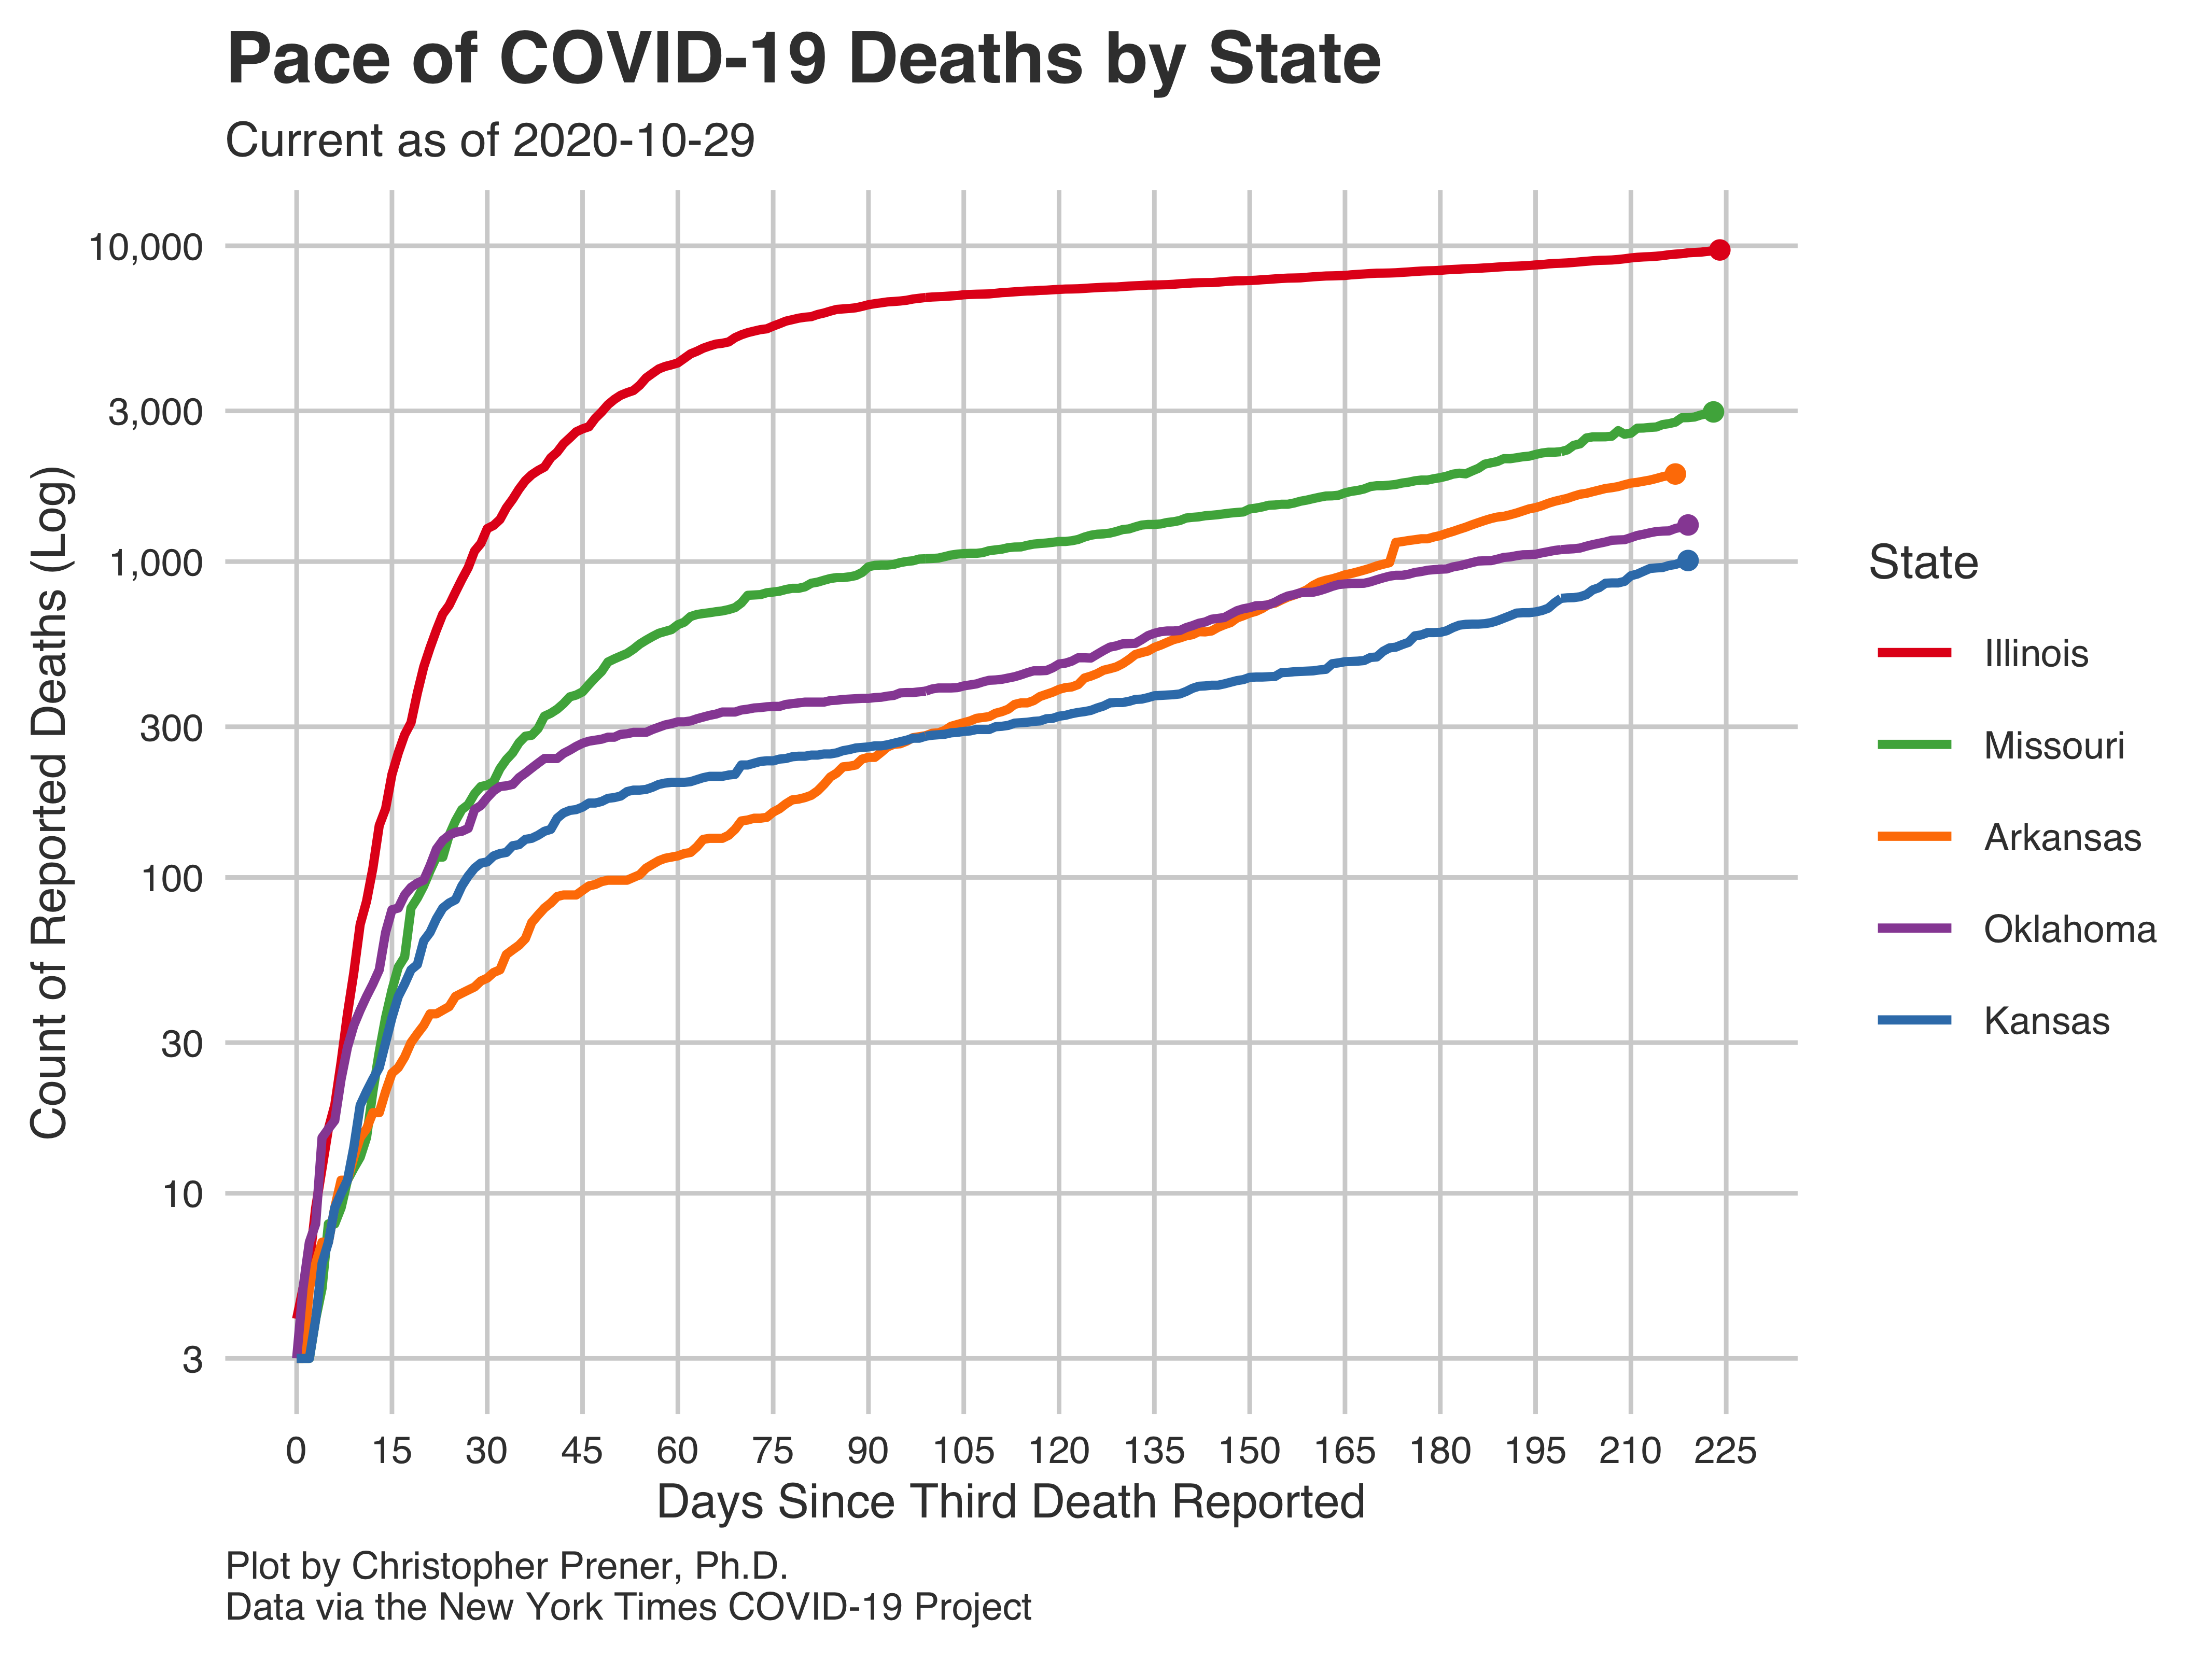 Pace of COVID-19 Deaths by State
Current as of 2020-10-29
Count of Reported Deaths (Log)
10,000
3,000
1,000
300
100
30
10
3
0 15 30 45 60 75 90 105 120 135 150 165 180 195 210 225
Days Since Third Death Reported
State
Illinois
Missouri
Arkansas
Oklahoma
Kansas
Plot by Christopher Prener, Ph.D.
Data via the New York Times COVID-19 Project